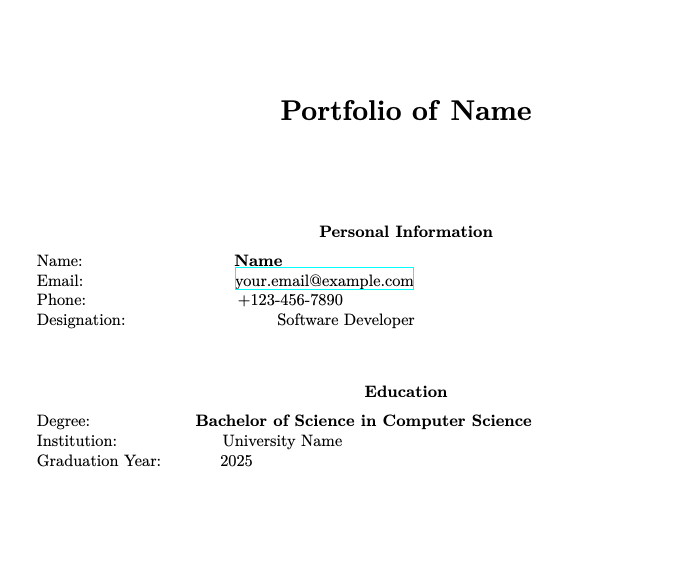 Portfolio of Name
Personal Information
Name: Name
Email: your.email@example.com
Phone: +123-456-7890
Designation: Software Developer
Education
Degree: Bachelor of Science in Computer Science
Institution: University Name
Graduation Year: 2025